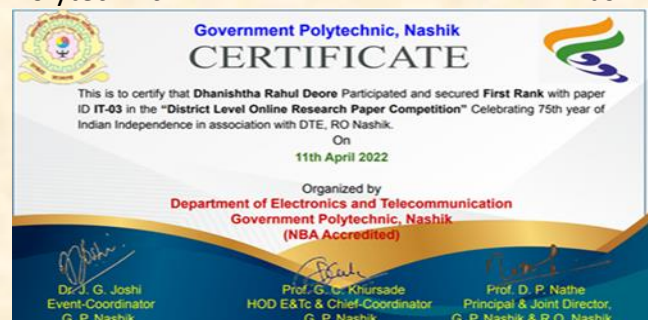 Government Polytechnic, Nashik
CERTIFICATE
This is to certify that Dhanishtha Rahul Deore Participated and secured First Rank with paper
ID IT-03 in the “District Level Online Research Paper Competition” Celebrating 75th year of
Indian Independence in association with DTE, RO Nashik.
On
11th April 2022
Organized by
Department of Electronics and Telecommunication
Government Polytechnic, Nashik
(NBA Accredited)
Dr. J. G. Joshi
Event-Coordinator
G. P. Nashik
Prof. G. C. Khursade
HOD E&Tc & Chief-Coordinator
G. P. Nashik
Prof. D. P. Nathe
Principal & Joint Director,
G. P. Nashik & R.O. Nashik